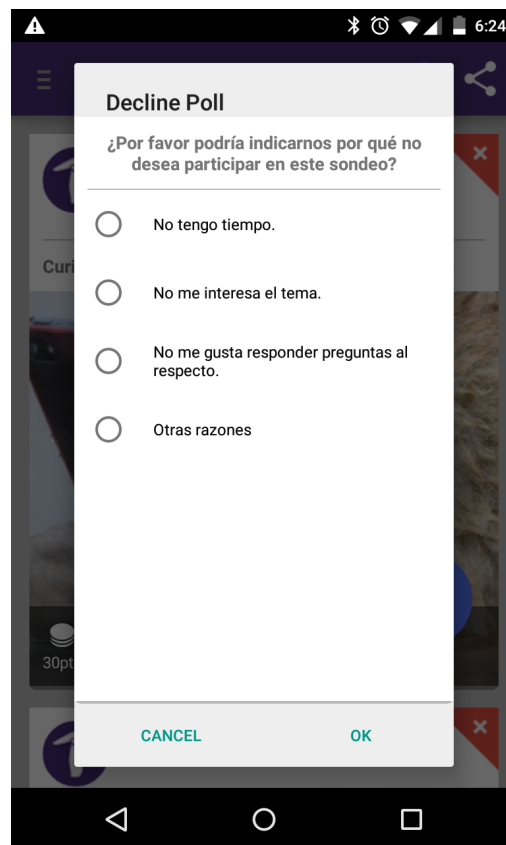 6:24
Decline Poll
¿Por favor podría indicarnos por qué no
desea participar en este sondeo?
No tengo tiempo.
Curi
No me interesa el tema.
No me gusta responder preguntas al
respecto.
Otras razones
30pt
CANCEL
OK